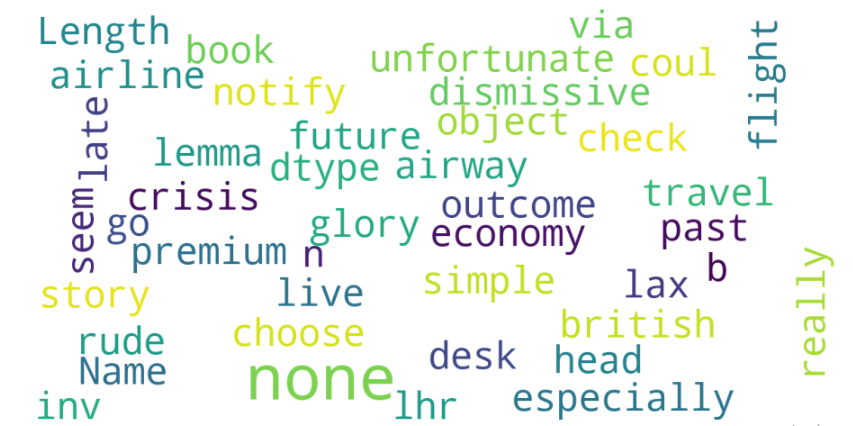 Length
book
via
unfortunate
coul
flight
airline
notify
dismissive
late
future
object
check
lemma
dtype
airway
seem
crisis
outcome
travel
go
glory
economy
past
premium
n
b
story
live
simple
lax
really
rude
choose
british
Name
none
desk
head
inv
lhr
especially